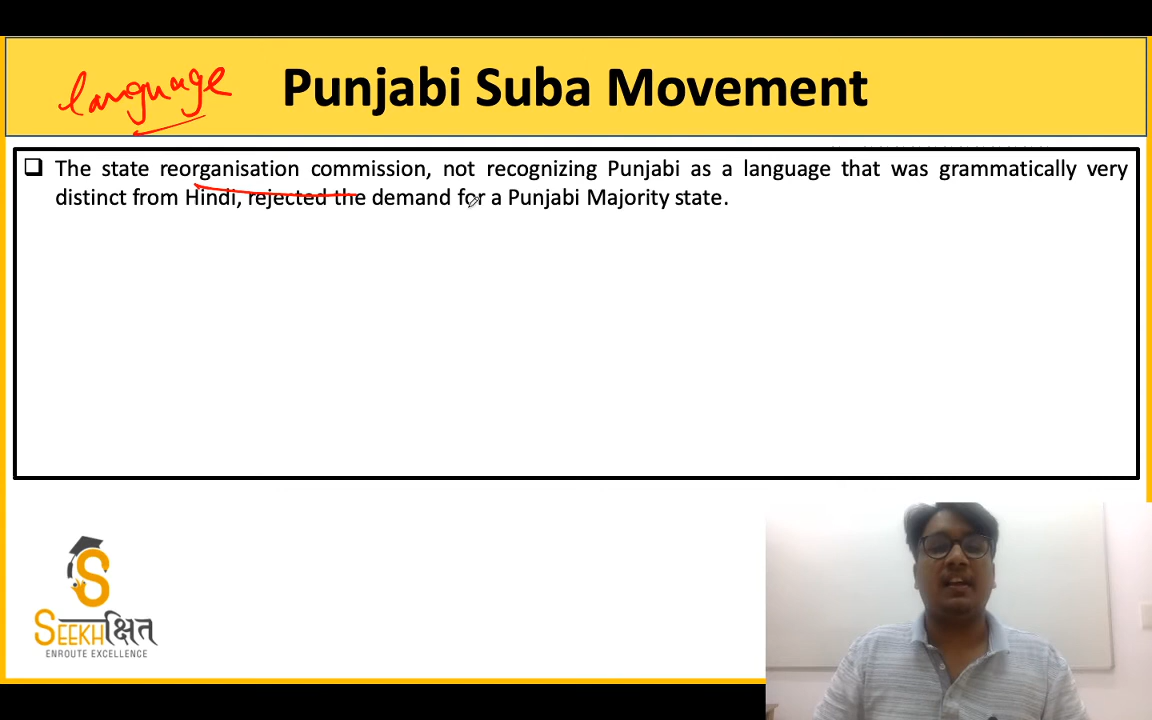 language Punjabi Suba Movement
❑ The state reorganisation commission, not recognizing Punjabi as a language that was grammatically very
distinct from Hindi, rejected the demand for a Punjabi Majority state.
S
SEEKHक्षित
ENROUTE EXCELLENCE